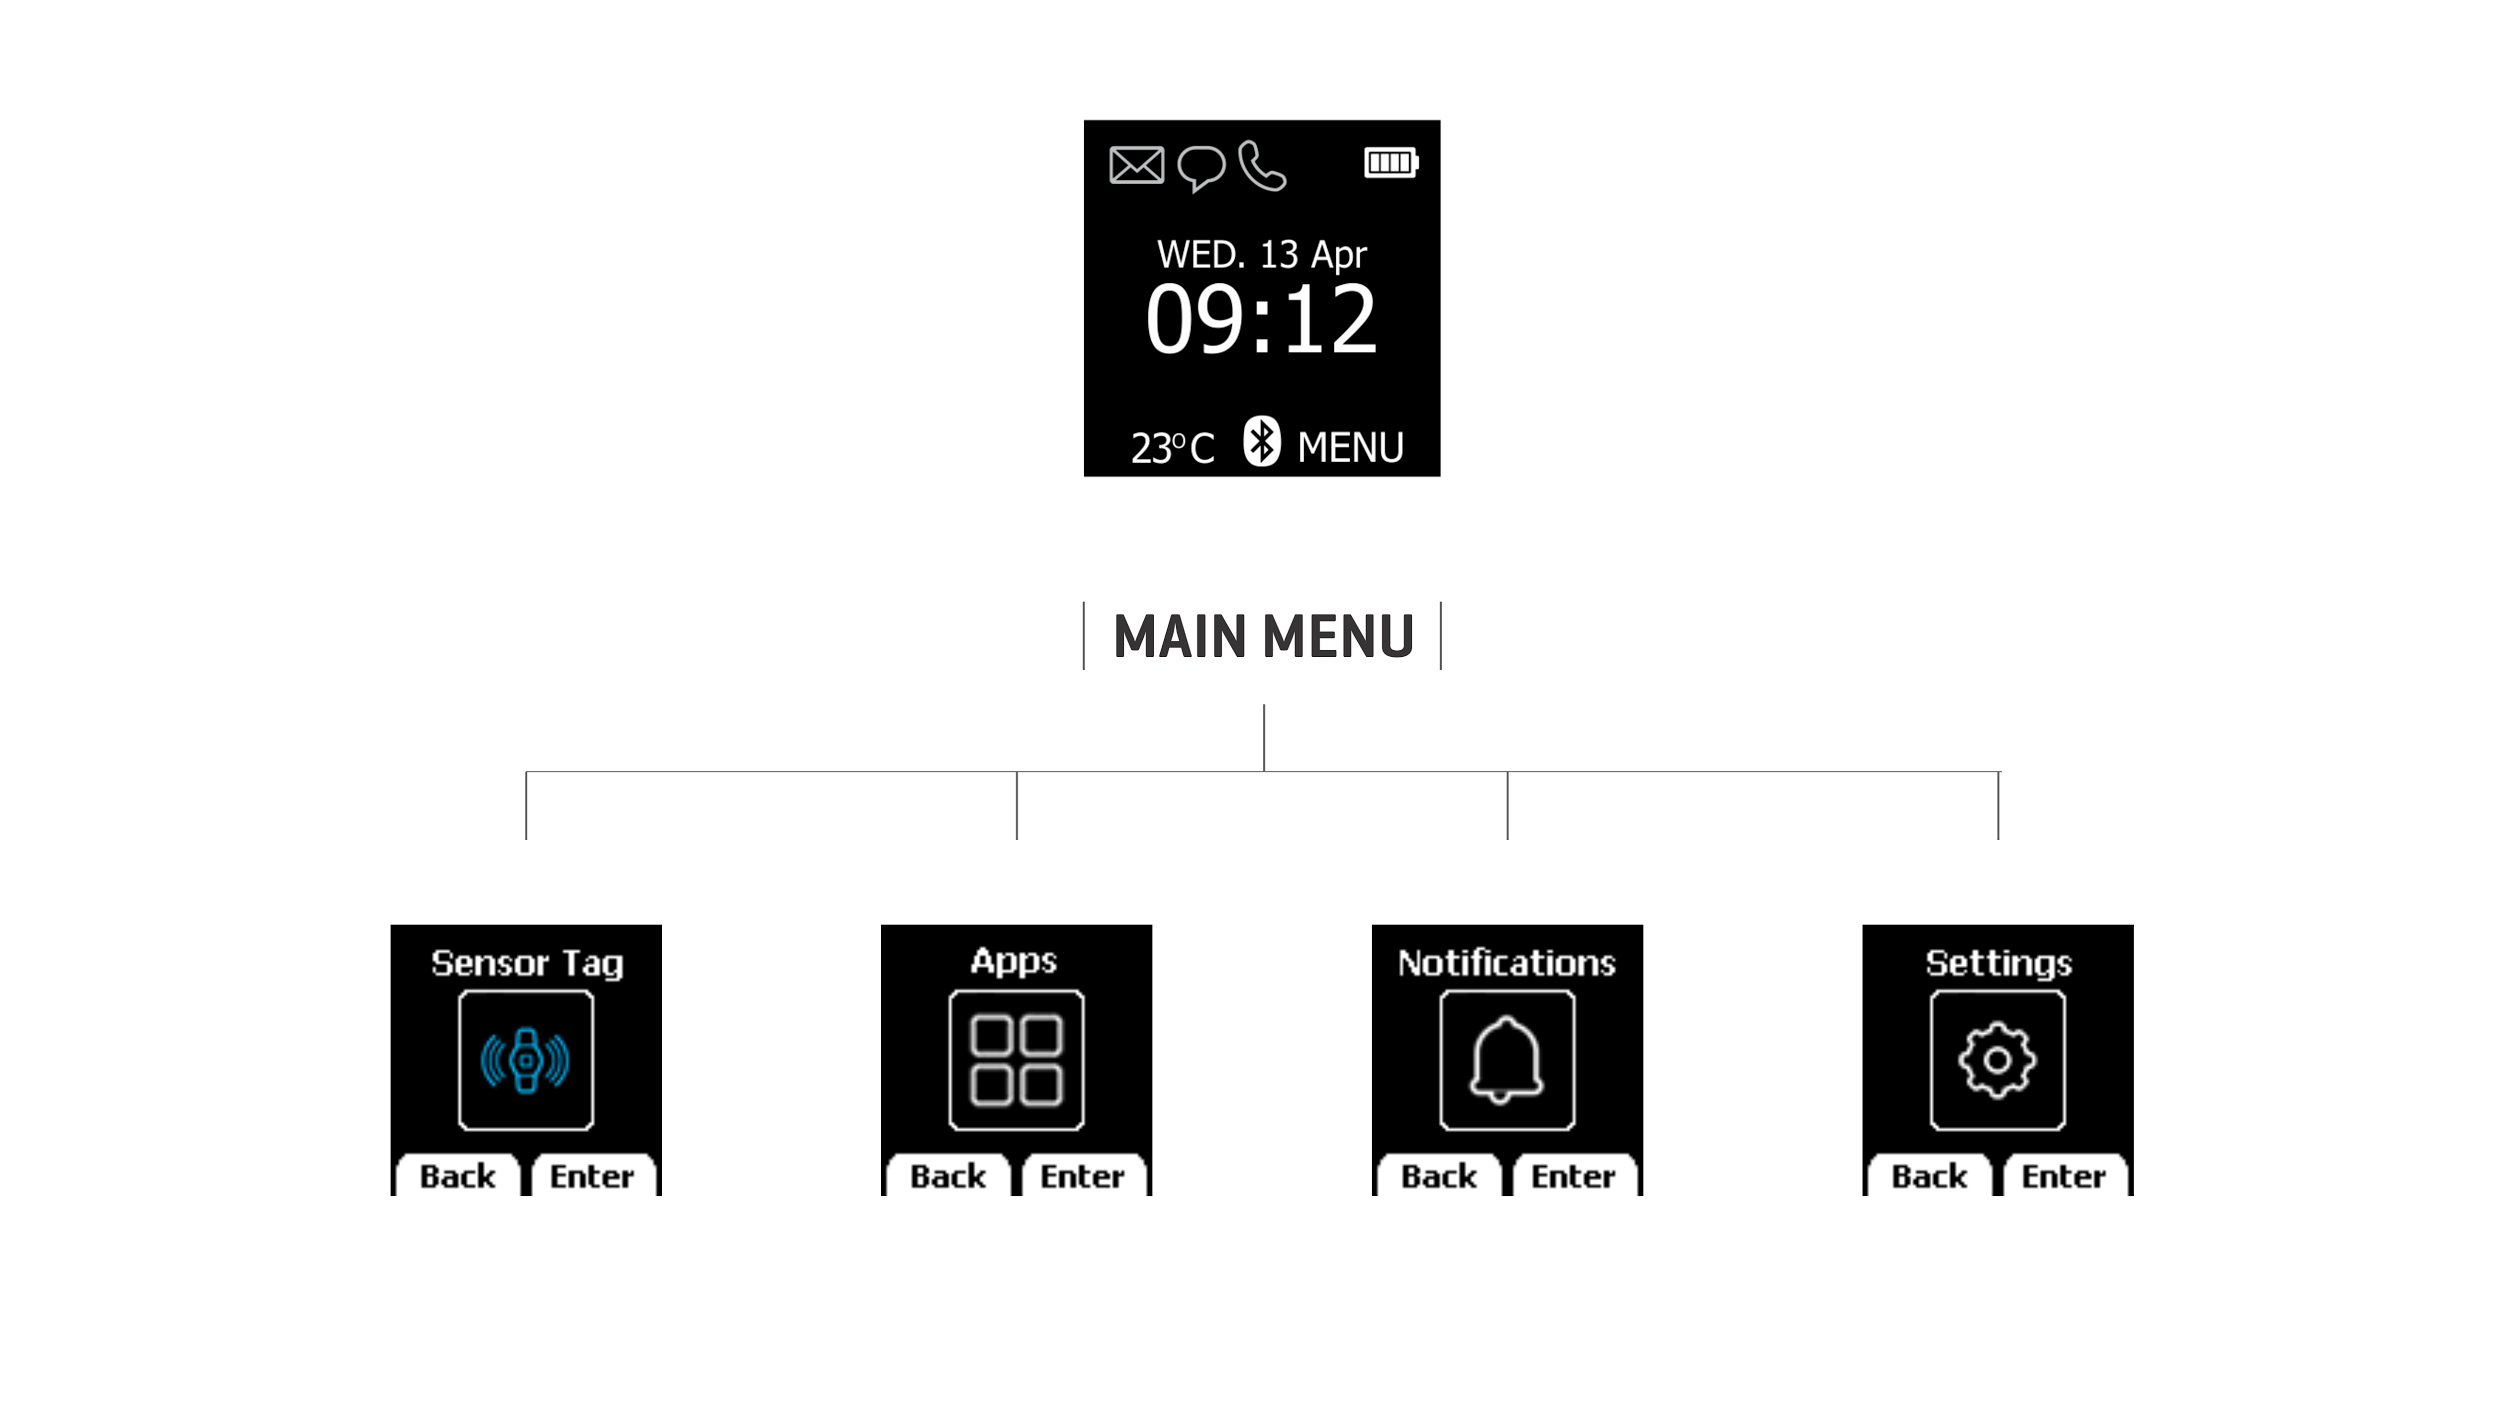 WED. 13 Apr
09:12
23°C MENU
MAIN MENU
Sensor Tag
Back Enter
Apps
Back Enter
Notifications
Back Enter
Settings
Back Enter